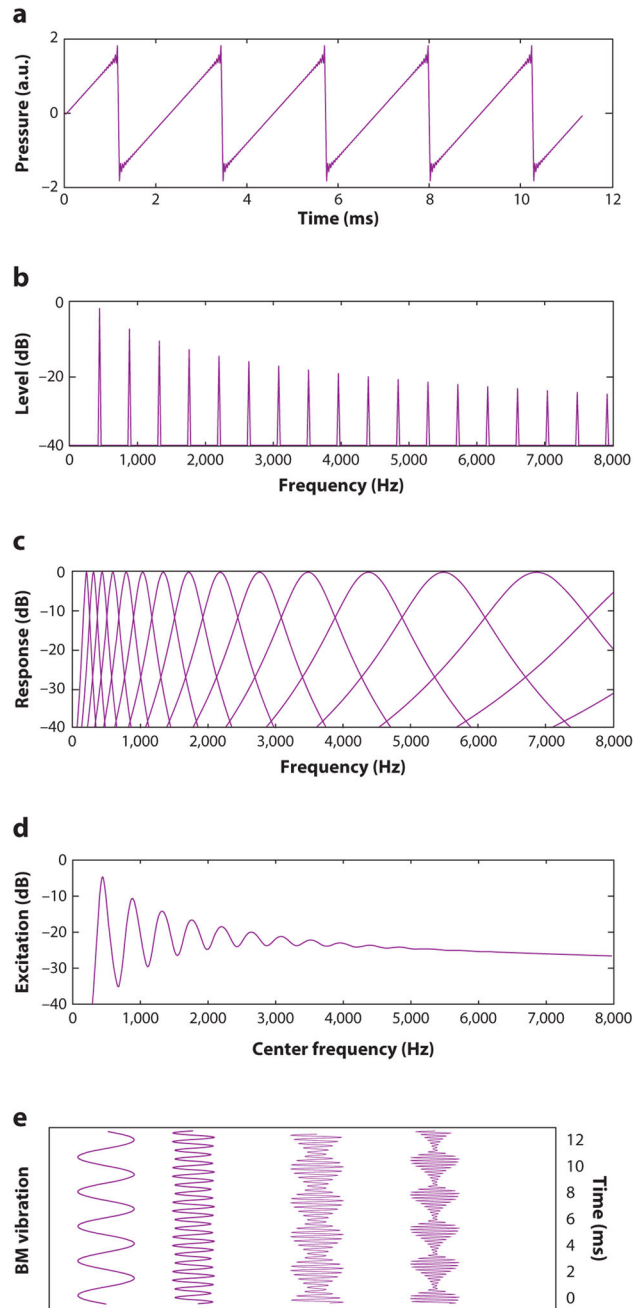 a
Pressure (a.u.)
2
0
–2
0 2 4 6 8 10 12
Time (ms)
b
Level (dB)
0
–20
–40
0 1,000 2,000 3,000 4,000 5,000 6,000 7,000 8,000
Frequency (Hz)
c
Response (dB)
0
–10
–20
–30
–40
0 1,000 2,000 3,000 4,000 5,000 6,000 7,000 8,000
Frequency (Hz)
d
Excitation (dB)
0
–10
–20
–30
–40
0 1,000 2,000 3,000 4,000 5,000 6,000 7,000 8,000
Center frequency (Hz)
e
BM vibration
12
10
8
6
4
2
0
Time (ms)